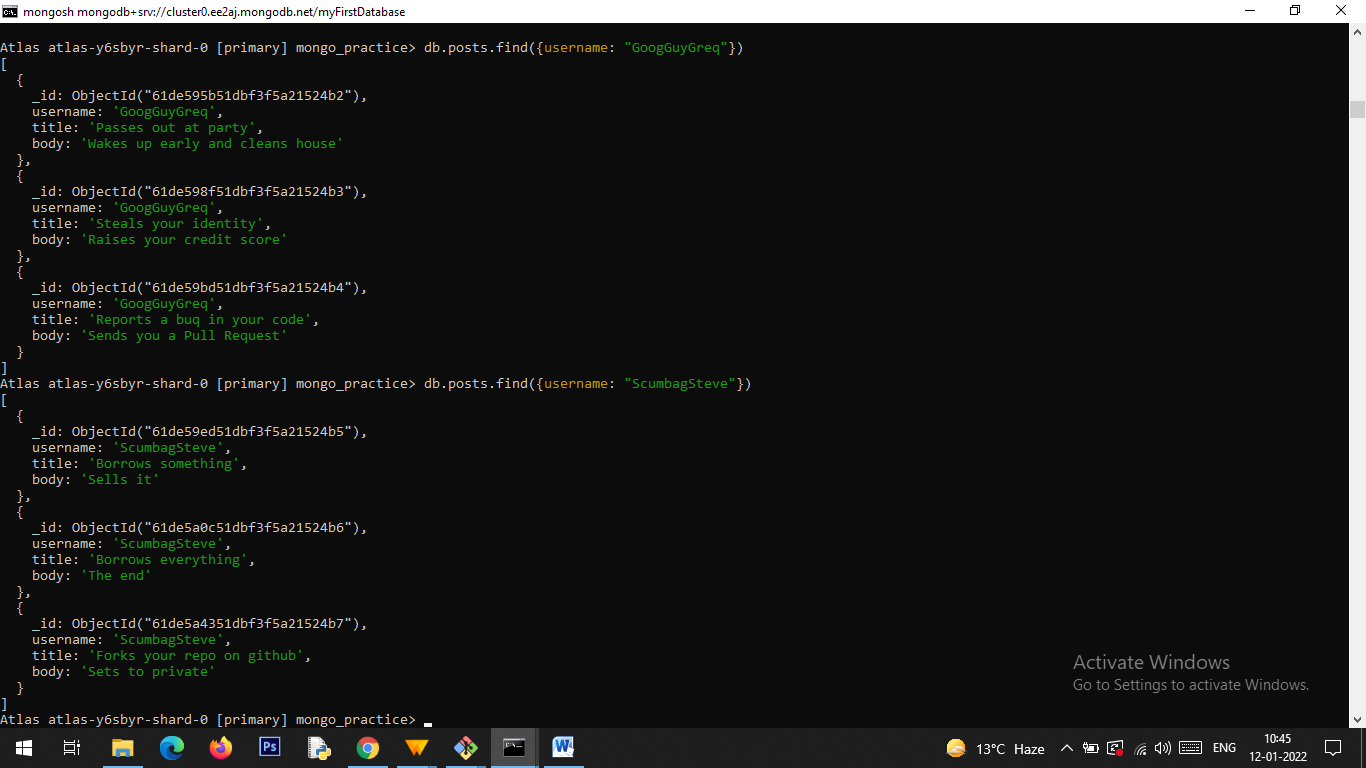 mongosh mongodb+srv://cluster0.ee2aj.mongodb.net/myFirstDatabase
Atlas atlas-y6sbyr-shard-0 [primary] mongo_practice> db.posts.find({username: "GoogGuyGreq"})
[
  {
    _id: ObjectId("61de595b51dbf3f5a21524b2"),
    username: 'GoogGuyGreq',
    title: 'Passes out at party',
    body: 'Wakes up early and cleans house'
  },
  {
    _id: ObjectId("61de598f51dbf3f5a21524b3"),
    username: 'GoogGuyGreq',
    title: 'Steals your identity',
    body: 'Raises your credit score'
  },
  {
    _id: ObjectId("61de59bd51dbf3f5a21524b4"),
    username: 'GoogGuyGreq',
    title: 'Reports a buq in your code',
    body: 'Sends you a Pull Request'
  }
]
Atlas atlas-y6sbyr-shard-0 [primary] mongo_practice> db.posts.find({username: "ScumbagSteve"})
[
  {
    _id: ObjectId("61de59ed51dbf3f5a21524b5"),
    username: 'ScumbagSteve',
    title: 'Borrows something',
    body: 'Sells it'
  },
  {
    _id: ObjectId("61de5a0c51dbf3f5a21524b6"),
    username: 'ScumbagSteve',
    title: 'Borrows everything',
    body: 'The end'
  },
  {
    _id: ObjectId("61de5a4351dbf3f5a21524b7"),
    username: 'ScumbagSteve',
    title: 'Forks your repo on github',
    body: 'Sets to private'
  }
]
Atlas atlas-y6sbyr-shard-0 [primary] mongo_practice>
Activate Windows
Go to Settings to activate Windows.
Ps
W
13°C Haze
ENG
10:45
12-01-2022